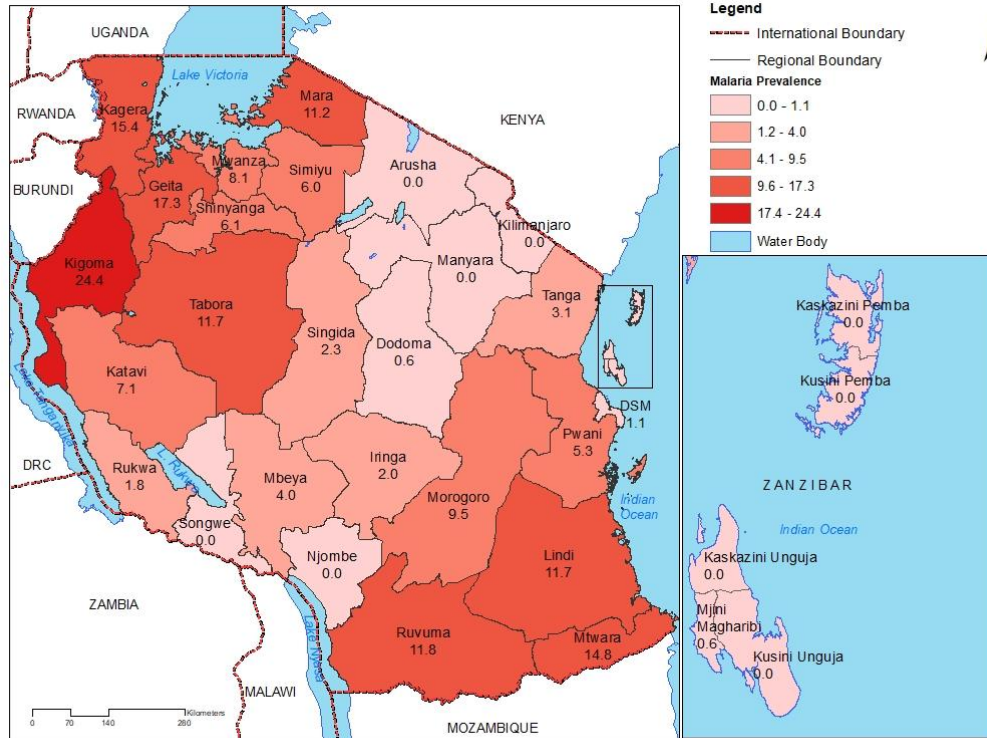 UGANDA
Lake Victoria
RWANDA
Kagera
15.4
Mara
11.2
KENYA
BURUNDI
Geita
17.3
Mwanza
8.1
Simiyu
6.0
Arusha
0.0
Shinyanga
6.1
Kilimanjaro
0.0
Kigoma
24.4
Manyara
0.0
Tabora
11.7
Tanga
3.1
Singida
2.3
Dodoma
0.6
Katavi
7.1
Lake Tanganyika
DSM
1.1
Pwani
5.3
DRC
Rukwa
1.8
L. Rukwa
Mbeya
4.0
Iringa
2.0
Morogoro
9.5
Indian
Ocean
Songwe
0.0
Njombe
0.0
Lindi
11.7
ZAMBIA
Lake Nyasa
Ruvuma
11.8
Mtwara
14.8
MALAWI
MOZAMBIQUE
Kilometers
0 70 140 280
Legend
International Boundary
Regional Boundary
Malaria Prevalence
0.0 - 1.1
1.2 - 4.0
4.1 - 9.5
9.6 - 17.3
17.4 - 24.4
Water Body
Kaskazini Pemba
0.0
Kusini Pemba
0.0
ZANZIBAR
Indian Ocean
Kaskazini Unguja
0.0
Mjini
Magharibi
0.6
Kusini Unguja
0.0